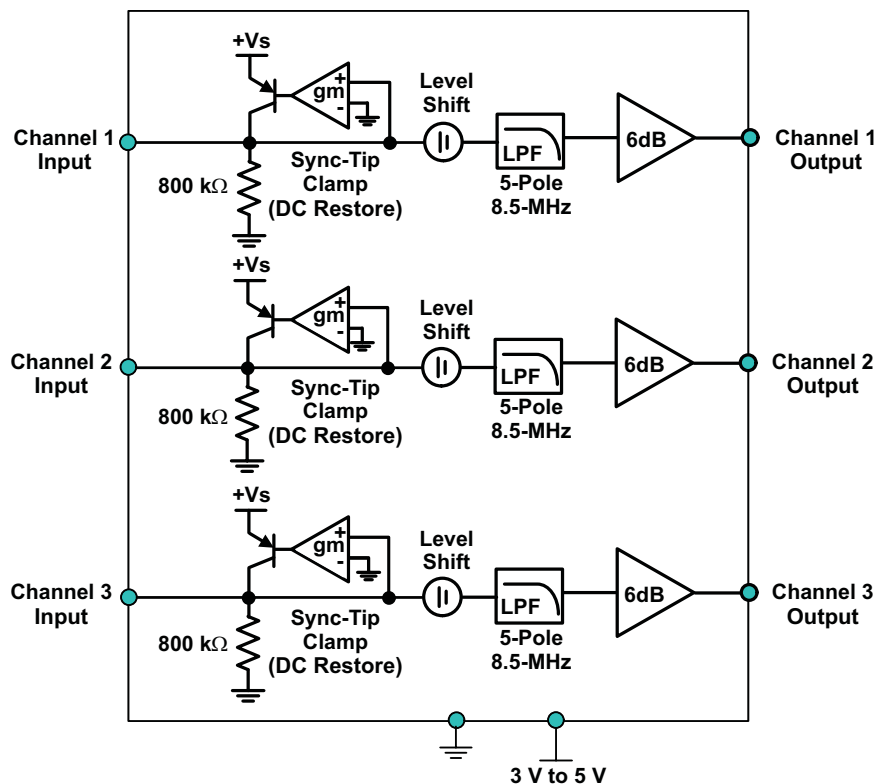 +Vs
gm
+
-
Level
Shift
Channel 1
Input
LPF
6dB
Channel 1
Output
800 kΩ
Sync-Tip
Clamp
(DC Restore)
5-Pole
8.5-MHz
+Vs
gm
+
-
Level
Shift
Channel 2
Input
LPF
6dB
Channel 2
Output
800 kΩ
Sync-Tip
Clamp
(DC Restore)
5-Pole
8.5-MHz
+Vs
gm
+
-
Level
Shift
Channel 3
Input
LPF
6dB
Channel 3
Output
800 kΩ
Sync-Tip
Clamp
(DC Restore)
5-Pole
8.5-MHz
3 V to 5 V